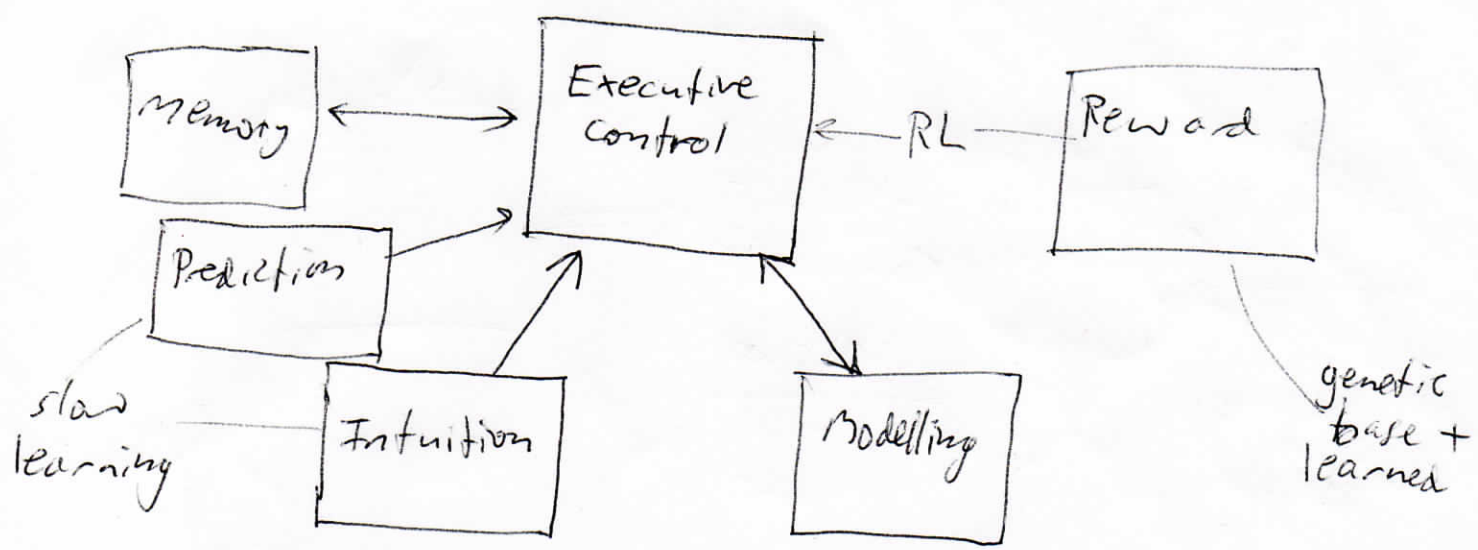 Memory
Executive
control
RL
Reward
Prediction
slow
learning
Intuition
Modelling
genetic
base +
learned